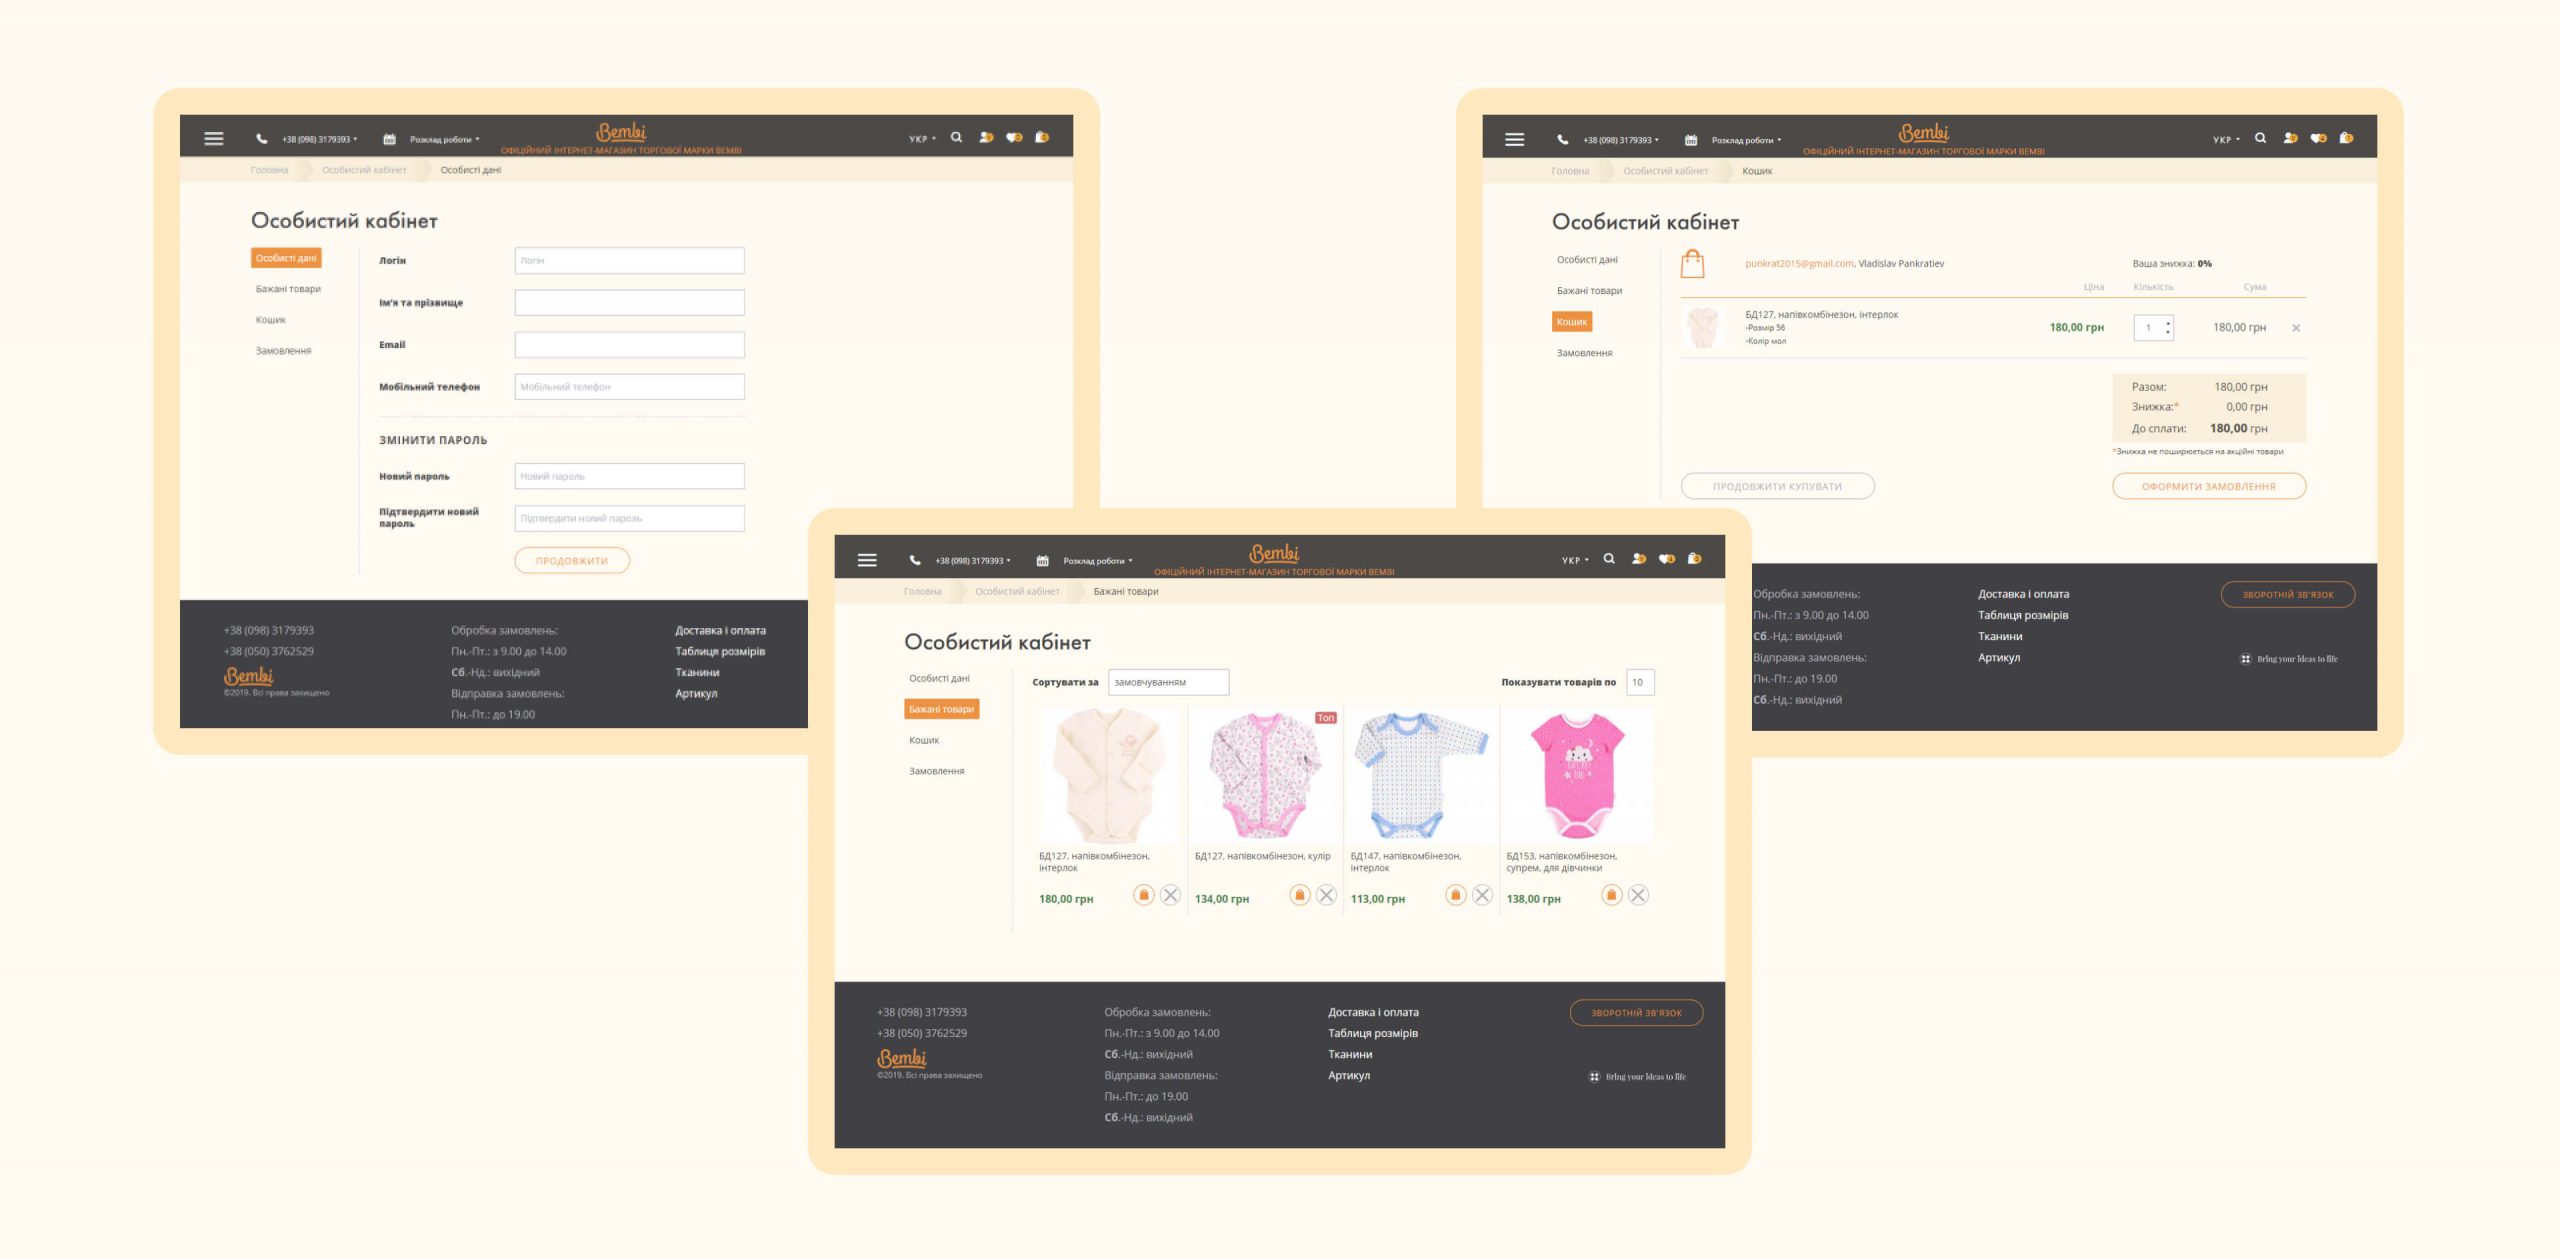 +38 (098) 3179393
Розклад роботи
Bembi
ОФІЦІЙНИЙ ІНТЕРНЕТ-МАГАЗИН ТОРГОВОЇ МАРКИ BEMBI
УКР
Головна
Особистий кабінет
Особисті дані
Особистий кабінет
Особисті дані
Бажані товари
Кошик
Замовлення
Логін
Логін
Ім'я та прізвище
Email
Мобільний телефон
Мобільний телефон
ЗМІНИТИ ПАРОЛЬ
Новий пароль
Новий пароль
Підтвердити новий
пароль
Підтвердити новий пароль
ПРОДОВЖИТИ
+38 (098) 3179393
+38 (050) 3762529
Bembi
©2019. Всі права захищено
Обробка замовлень:
Пн.-Пт.: з 9.00 до 14.00
Сб.-Нд.: вихідний
Відправка замовлень:
Пн.-Пт.: до 19.00
Доставка і оплата
Таблиця розмірів
Тканини
Артикул
+38 (098) 3179393
Розклад роботи
Bembi
ОФІЦІЙНИЙ ІНТЕРНЕТ-МАГАЗИН ТОРГОВОЇ МАРКИ BEMBI
УКР
Головна
Особистий кабінет
Кошик
Особистий кабінет
Особисті дані
Бажані товари
Кошик
Замовлення
punkrat2015@gmail.com, Vladislav Pankratiev
Ваша знижка: 0%
Ціна
Кількість
Сума
БД127, напівкомбінезон, інтерлок
-Розмір 56
-Колір мол
180,00 грн
1
180,00 грн
Разом: 180,00 грн
Знижка:* 0,00 грн
До сплати: 180,00 грн
*Знижка не поширюється на акційні товари
ПРОДОВЖИТИ КУПУВАТИ
ОФОРМИТИ ЗАМОВЛЕННЯ
Обробка замовлень:
Пн.-Пт.: з 9.00 до 14.00
Сб.-Нд.: вихідний
Відправка замовлень:
Пн.-Пт.: до 19.00
Сб.-Нд.: вихідний
Доставка і оплата
Таблиця розмірів
Тканини
Артикул
ЗВОРОТНІЙ ЗВ'ЯЗОК
Bring your Ideas to life
+38 (098) 3179393
Розклад роботи
Bembi
ОФІЦІЙНИЙ ІНТЕРНЕТ-МАГАЗИН ТОРГОВОЇ МАРКИ BEMBI
УКР
Головна
Особистий кабінет
Бажані товари
Особистий кабінет
Особисті дані
Бажані товари
Кошик
Замовлення
Сортувати за
замовчуванням
Показувати товарів по
10
Топ
БД127, напівкомбінезон,
інтерлок
180,00 грн
БД127, напівкомбінезон, кулір
134,00 грн
БД147, напівкомбінезон,
інтерлок
113,00 грн
БД153, напівкомбінезон,
супрем, для дівчинки
138,00 грн
+38 (098) 3179393
+38 (050) 3762529
Bembi
©2019. Всі права захищено
Обробка замовлень:
Пн.-Пт.: з 9.00 до 14.00
Сб.-Нд.: вихідний
Відправка замовлень:
Пн.-Пт.: до 19.00
Сб.-Нд.: вихідний
Доставка і оплата
Таблиця розмірів
Тканини
Артикул
ЗВОРОТНІЙ ЗВ'ЯЗОК
Bring your Ideas to life